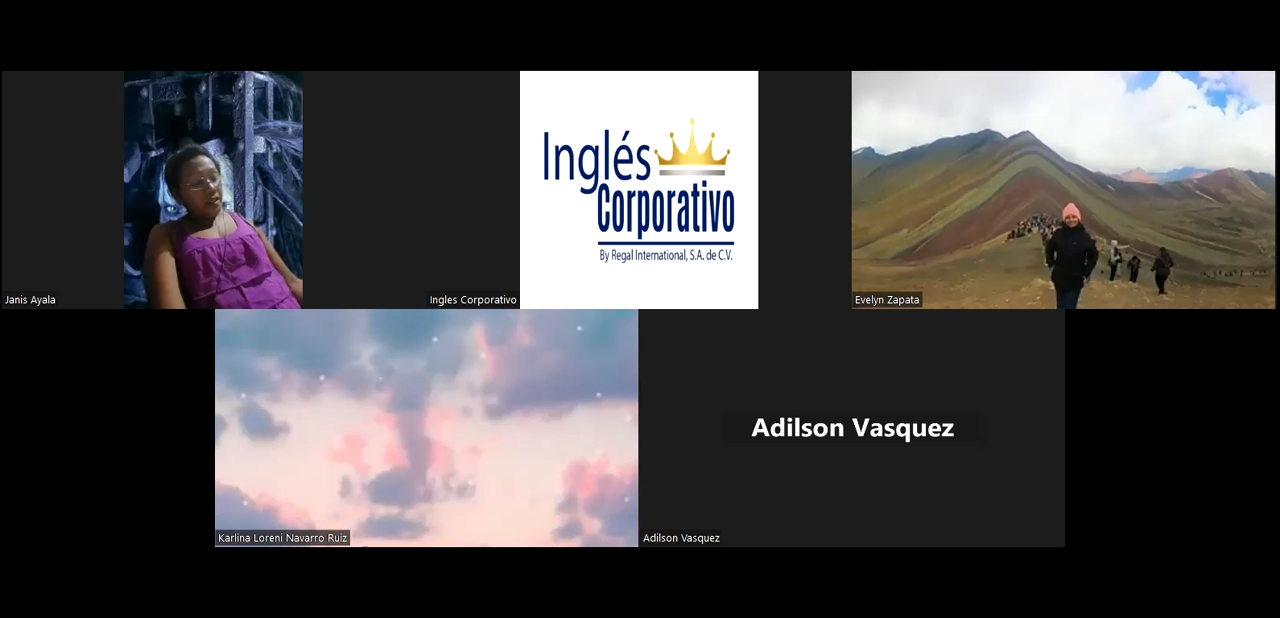 Inglés
Corporativo
By Regal International, S.A. de C.V.
Janis Ayala
Ingles Corporativo
Evelyn Zapata
Adilson Vasquez
Karlina Loreni Navarro Ruiz
Adilson Vasquez